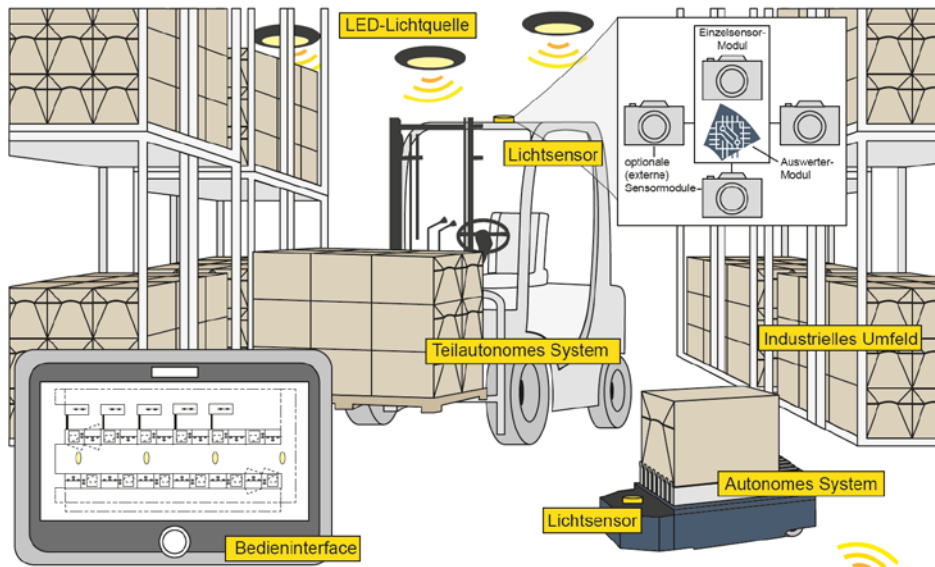 LED-Lichtquelle
Einzelsensor-
Modul
Lichtsensor
optionale
(externe)
Sensormodule
Auswerter-
Modul
Teilautonomes System
Industrielles Umfeld
Autonomes System
Lichtsensor
Bedieninterface